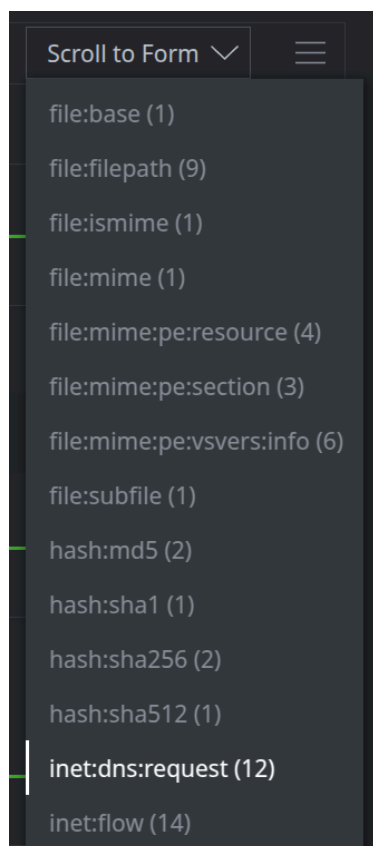 Scroll to Form
file:base (1)
file:filepath (9)
file:ismime (1)
file:mime (1)
file:mime:pe:resource (4)
file:mime:pe:section (3)
file:mime:pe:vsvers:info (6)
file:subfile (1)
hash:md5 (2)
hash:sha1 (1)
hash:sha256 (2)
hash:sha512 (1)
inet:dns:request (12)
inet:flow (14)